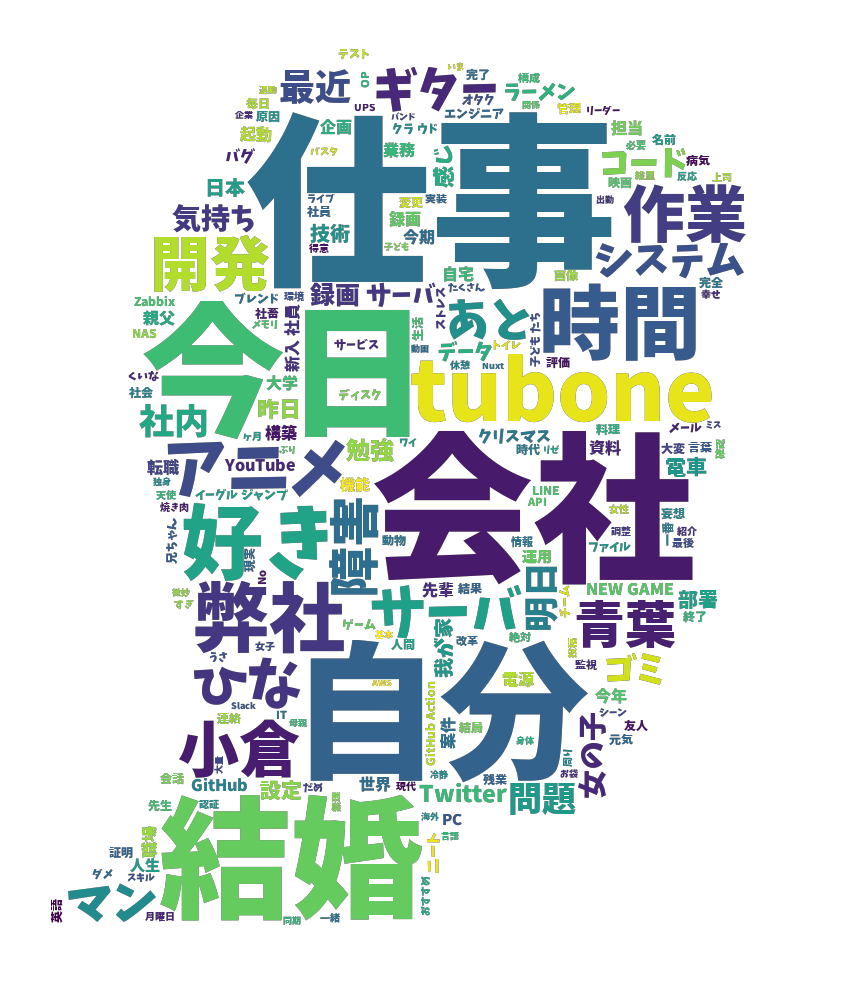 テスト
いま
最近
OP
ギター
完了
構成
ラーメン
通勤
毎日
オタク
関係
UPS
企業
原因
バンド
エンジニア
管理
リーダー
起動
企画
クラウド
担当
仕事
バグ
パスタ
業務
感じ
必要
名前
コード
病気
日本
ライブ
変更
実装
映画
反応
上司
気持ち
社員
録画
出勤
作業
開発
技術
得意
子ども
今期
システム
自宅
画像
完全
Zabbix
ブレンド
環境
録画 サーバ
たくさん
幸せ
親父
社畜
メモリ
新入 社員
ストレス
あと
時間
NAS
今日
サービス
生活
動画
データ
トイレ
子どもたち
評価
くいな
休憩
Nuxt
社会
大学
ディスク
tubone
社内
昨日
ヶ月
構築
ぶり
勉強
ワイ
クリスマス
料理
メール
ミス
アニメ
時代
リゼ
資料
大変
言葉
転職
YouTube
機能
電車
独身
天使
イーグル ジャンプ
会社
LINE
API
焼き肉
好き
障害
女性
妄想
兄ちゃん
調整
一番
紹介
現実
動物
情報
ファイル
最後
No
運用
微妙
すぎ
弊社
先輩
結果
明日
NEW GAME
部署
サーバ
チーム
青葉
終了
ゲーム
基本
人間
我が家
改革
絶対
うさ
女子
監視
ゴミ
ひな
自分
AWS
電源
Slack
IT
今年
連絡
母親
GitHub Action
シーン
小倉
案件
結局
身体
女の子
友人
元気
大量
周り
会話
冷静
お袋
GitHub
設定
だめ
世界
現代
残業
Twitter
問題
先生
認証
結婚
海外
PC
言語
証明
人生
ダメ
スキル
マン
おすすめ
英語
月曜日
同期
一緒